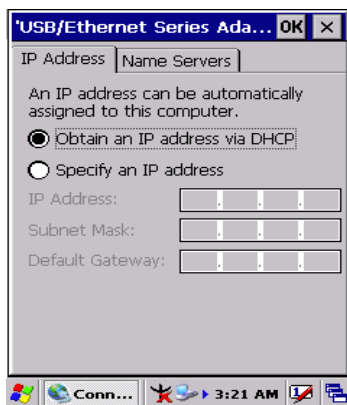 'USB/Ethernet Series Ada... OK ×
IP Address Name Servers
An IP address can be automatically
assigned to this computer.
Obtain an IP address via DHCP
Specify an IP address
IP Address:
Subnet Mask:
Default Gateway:
Conn... 3:21 AM